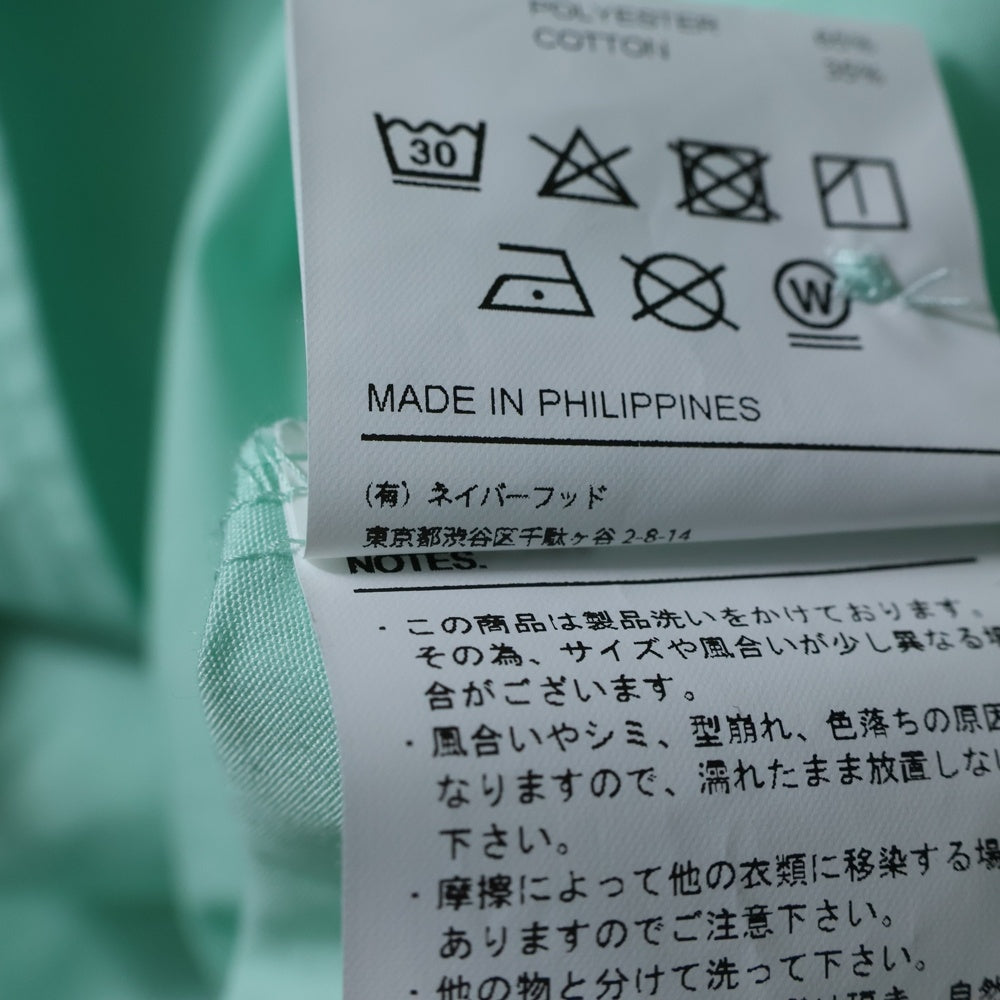 POLYESTER 65%
COTTON 35%
30
W
MADE IN PHILIPPINES
(有) ネイバーフッド
東京都渋谷区千駄ヶ谷 2-8-14
NOTES.
・この商品は製品洗いをかけております。
その為、サイズや風合いが少し異なる場
合がございます。
・風合いやシミ、型崩れ、色落ちの原因
なりますので、濡れたまま放置しない
下さい。
・摩擦によって他の衣類に移染する場
ありますのでご注意下さい。
・他の物と分けて洗って下さい。